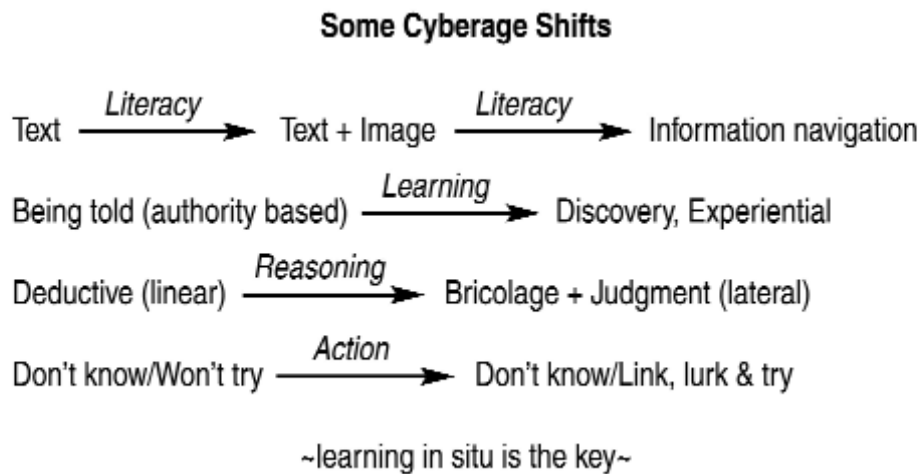 Some Cyberage Shifts
Literacy Literacy
Text Text + Image Information navigation
Learning
Being told (authority based) Discovery, Experiential
Reasoning
Deductive (linear) Bricolage + Judgment (lateral)
Action
Don't know/Won't try Don't know/Link, lurk & try
~learning in situ is the key~